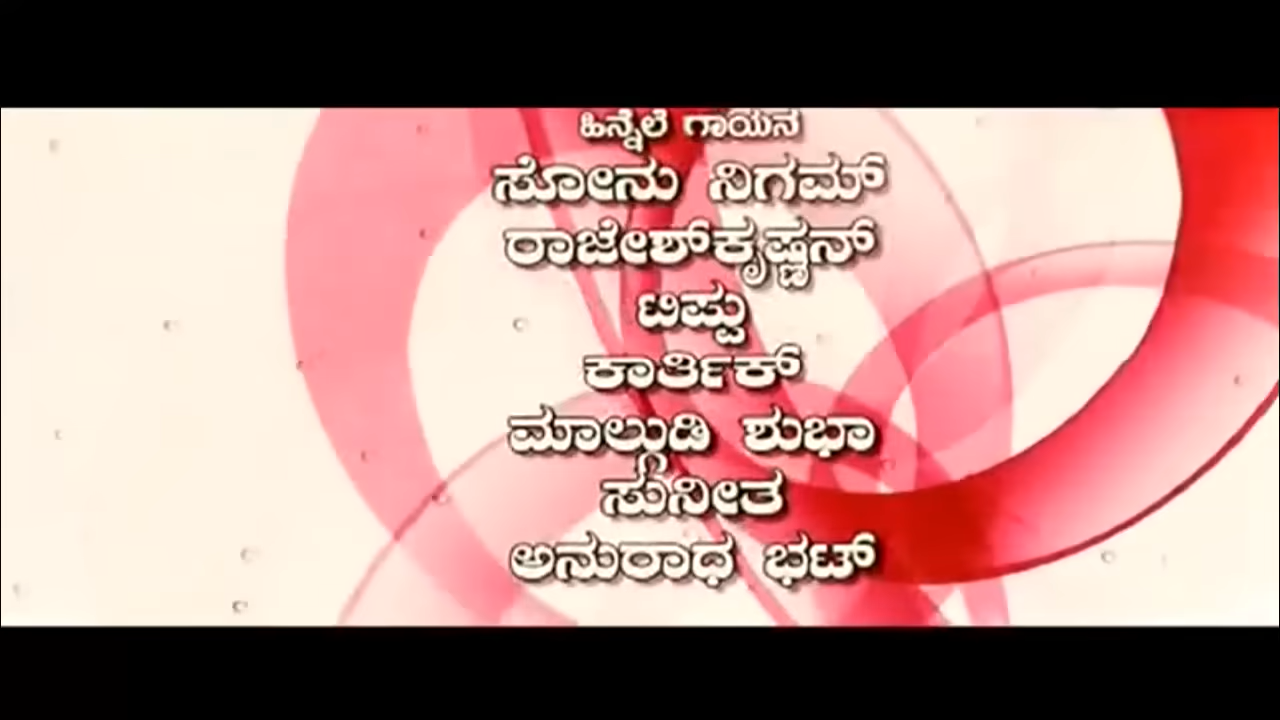 ಹಿನ್ನೆಲೆ ಗಾಯನ
ಸೋನು ನಿಗಮ್
ರಾಜೇಶ್‌ಕೃಷ್ಣನ್
ಟಿಪ್ಪು
ಕಾರ್ತಿಕ್
ಮಾಲ್ಗುಡಿ ಶುಭಾ
ಸುನೀತ
ಅನುರಾಧ ಭಟ್